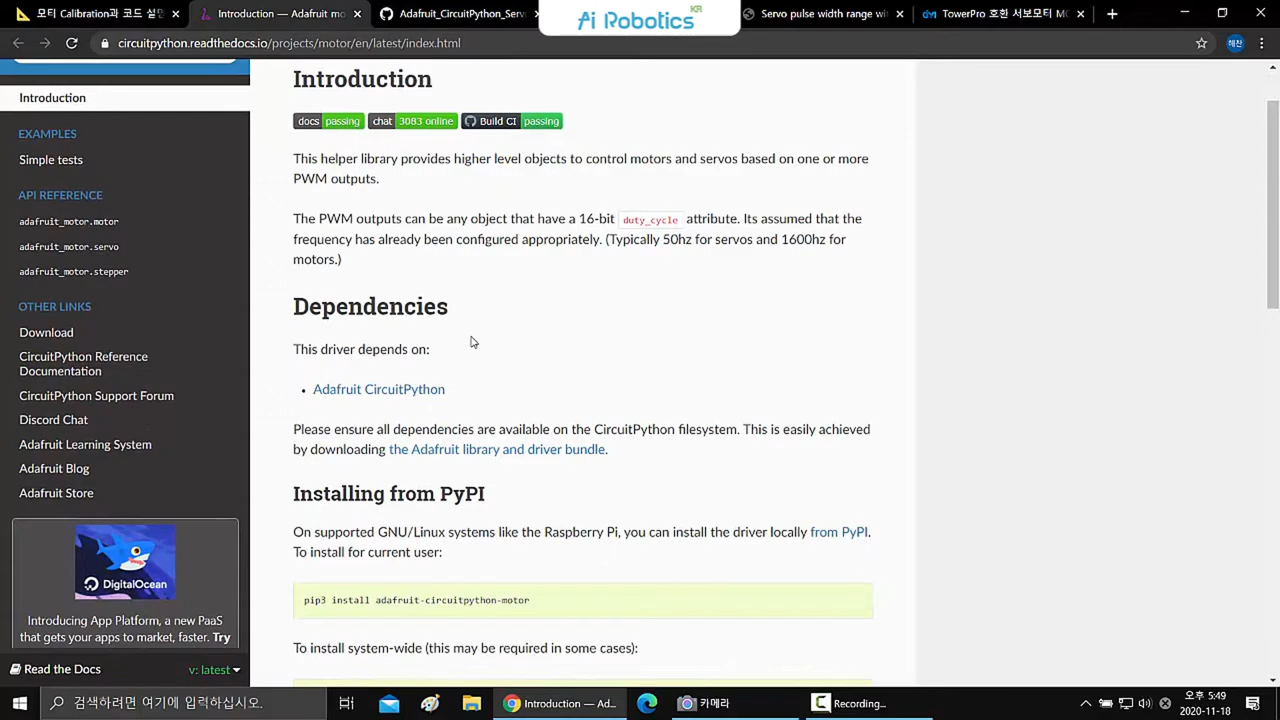 모티 Calibration과 코드 설명
Introduction — Adafruit mo
Adafruit_CircuitPython_Servo
Ai Robotics KR
Servo pulse width range wit
TowerPro 호환 서보모티 MG
circuitpython.readthedocs.io/projects/motor/en/latest/index.html
혜찬
Introduction
EXAMPLES
Simple tests
API REFERENCE
adafruit_motor.motor
adafruit_motor.servo
adafruit_motor.stepper
OTHER LINKS
Download
CircuitPython Reference
Documentation
CircuitPython Support Forum
Discord Chat
Adafruit Learning System
Adafruit Blog
Adafruit Store
DigitalOcean
Introducing App Platform, a new PaaS
that gets your apps to market, faster. Try
Read the Docs
v: latest
Introduction
docs passing chat 3083 online Build CI passing
This helper library provides higher level objects to control motors and servos based on one or more
PWM outputs.
The PWM outputs can be any object that have a 16-bit duty_cycle attribute. Its assumed that the
frequency has already been configured appropriately. (Typically 50hz for servos and 1600hz for
motors.)
Dependencies
This driver depends on:
• Adafruit CircuitPython
Please ensure all dependencies are available on the CircuitPython filesystem. This is easily achieved
by downloading the Adafruit library and driver bundle.
Installing from PyPI
On supported GNU/Linux systems like the Raspberry Pi, you can install the driver locally from PyPI.
To install for current user:
pip3 install adafruit-circuitpython-motor
To install system-wide (this may be required in some cases):
검색하려면 여기에 입력하십시오.
Introduction — Ad...
카메라
Recording...
오후 5:49
2020-11-18